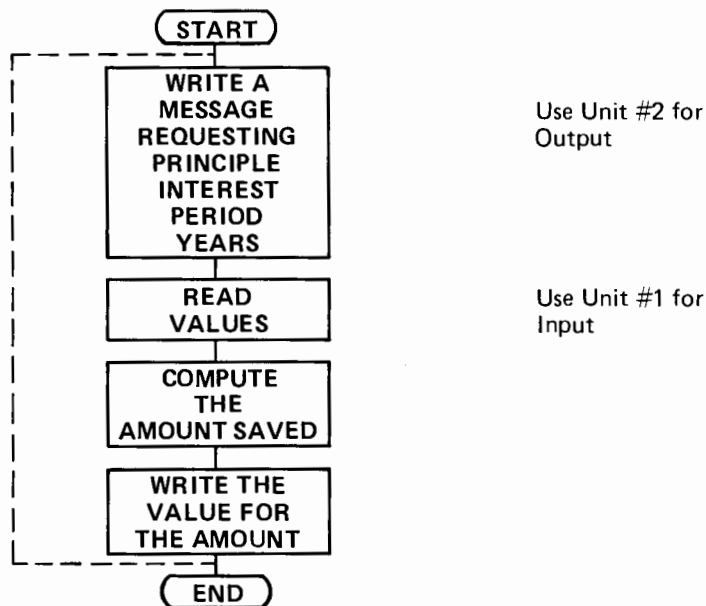 START
WRITE A
MESSAGE
REQUESTING
PRINCIPLE
INTEREST
PERIOD
YEARS
Use Unit #2 for
Output
READ
VALUES
Use Unit #1 for
Input
COMPUTE
THE
AMOUNT SAVED
WRITE THE
VALUE FOR
THE AMOUNT
END